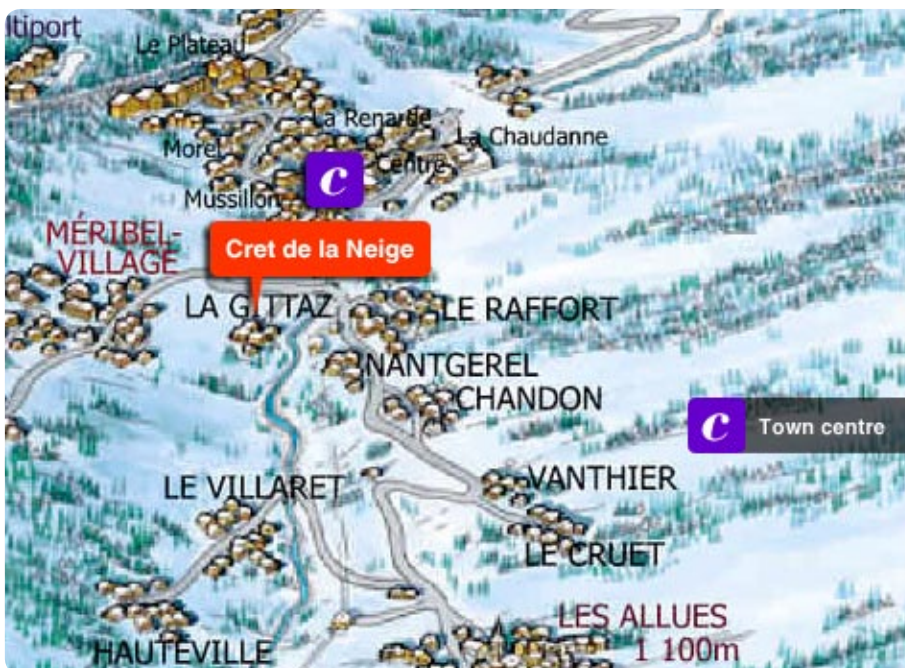 ltiport
Le Plateau
La Renarde
La Chaudanne
Morel
Centre
c
Mussillon
MÉRIBEL-
VILLAGE
Cret de la Neige
LA GITTAZ
LE RAFFORT
NANTGEREL
CHANDON
c Town centre
LE VILLARET
VANTHIER
LE CRUET
LES ALLUES
1 100m
HAUTEVILLE